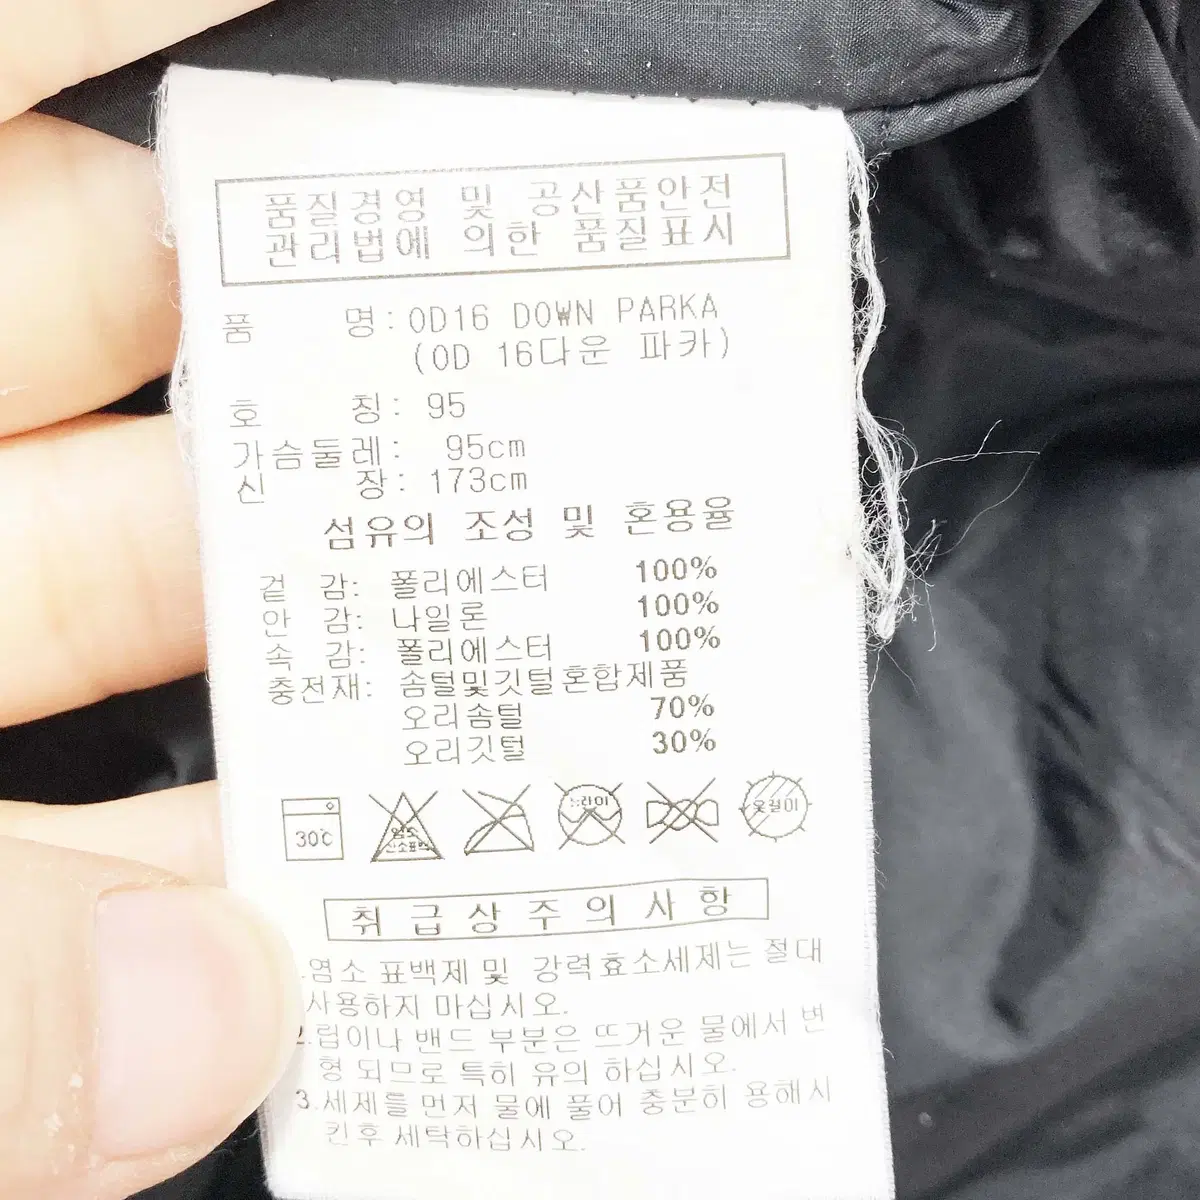 품질경영 및 공산품안전
관리법에 의한 품질표시
품 명: OD16 DO₩N PARKA
(OD 16다운 파카)
호 칭: 95
가슴둘레: 95cm
신 장: 173cm
섬유의 조성 및 혼용율
겉 감: 폴리에스터 100%
안 감: 나일론 100%
속 감: 폴리에스터 100%
충전재: 솜털및깃털혼합제품
오리솜털 70%
오리깃털 30%
30℃ 염소 산소표백 드라이 옷걸이
취급상주의사항
염소 표백제 및 강력효소세제는 절대
사용하지 마십시오.
립이나 밴드 부분은 뜨거운 물에서 변
형 되므로 특히 유의 하십시오.
3.세제를 먼저 물에 풀어 충분히 용해시
킨후 세탁하십시오.